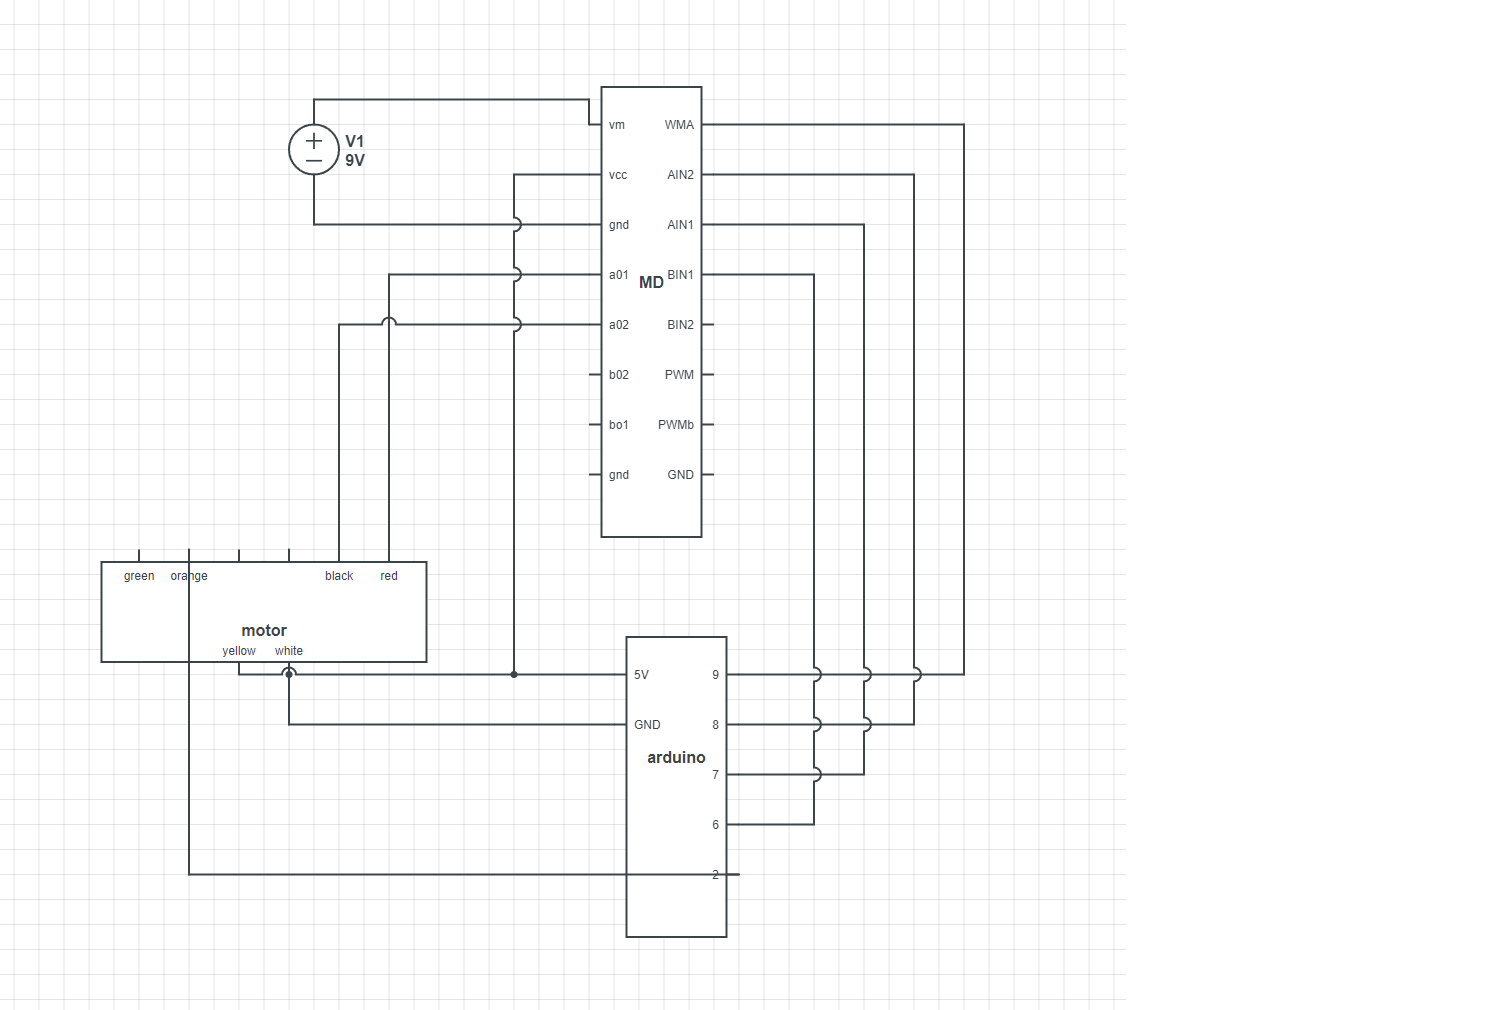 V1
9V
vm
WMA
vcc
AIN2
gnd
AIN1
a01
MD
BIN1
a02
BIN2
b02
PWM
bo1
PWMb
gnd
GND
green
orange
black
red
motor
yellow
white
5V
9
GND
8
arduino
7
6
2